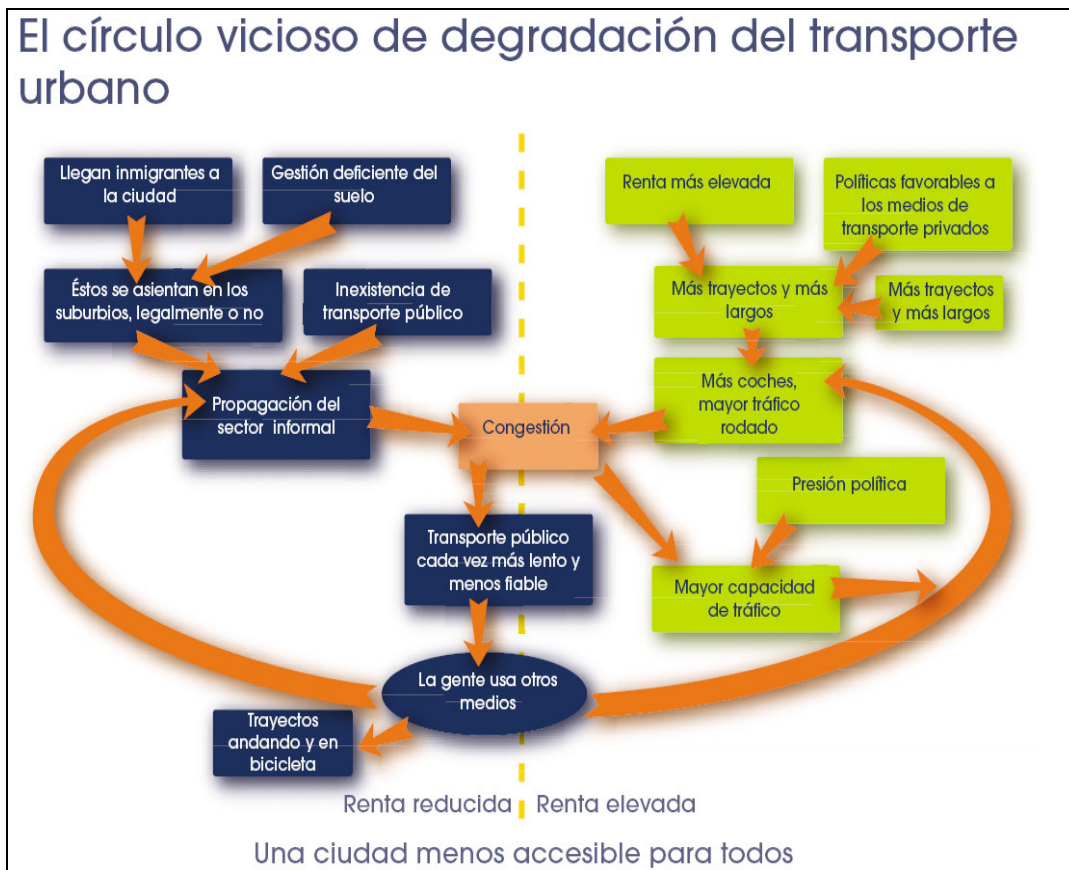 El círculo vicioso de degradación del transporte
urbano
Llegan inmigrantes a
la ciudad
Gestión deficiente del
suelo
Renta más elevada
Políticas favorables a
los medios de
transporte privados
Éstos se asientan en los
suburbios, legalmente o no
Inexistencia de
transporte público
Más trayectos y más
largos
Más trayectos
y más largos
Propagación del
sector informal
Congestión
Más coches,
mayor tráfico
rodado
Presión política
Transporte público
cada vez más lento y
menos fiable
Mayor capacidad
de tráfico
La gente usa otros
medios
Trayectos
andando y en
bicicleta
Renta reducida
Renta elevada
Una ciudad menos accesible para todos